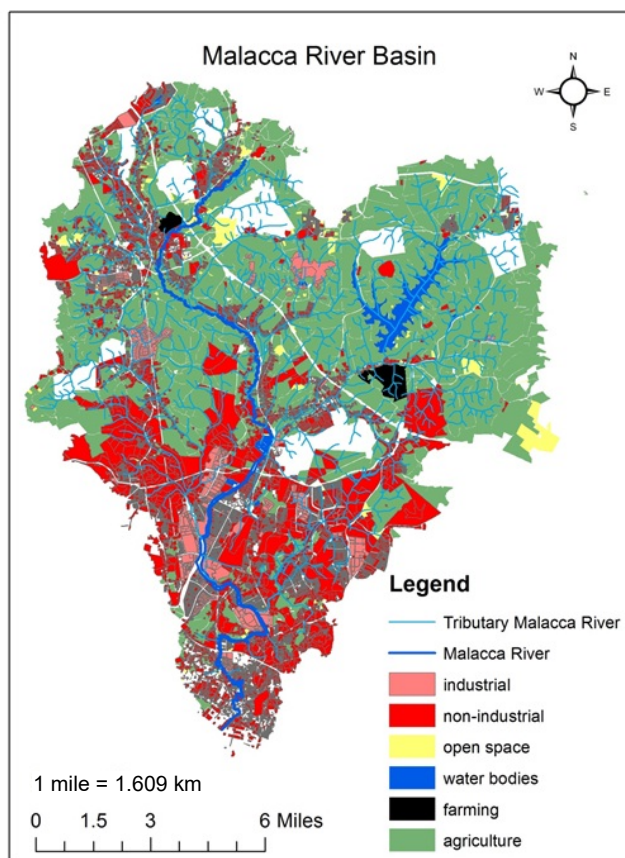 Malacca River Basin
N
W E
S
Legend
Tributary Malacca River
Malacca River
industrial
non-industrial
open space
water bodies
farming
agriculture
1 mile = 1.609 km
0 1.5 3 6 Miles